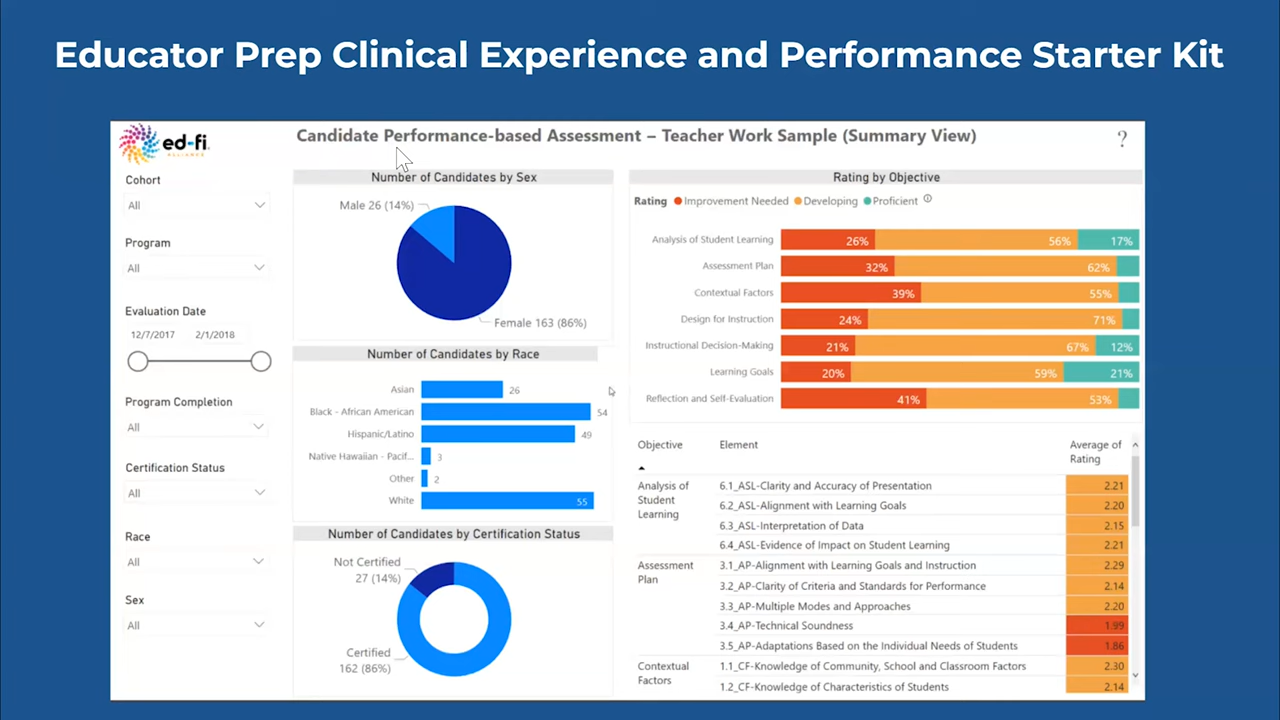 Educator Prep Clinical Experience and Performance Starter Kit
ed-fi
ALLIANCE
Candidate Performance-based Assessment – Teacher Work Sample (Summary View)
?
Cohort
All
Program
All
Evaluation Date
12/7/2017 2/1/2018
Program Completion
All
Certification Status
All
Race
All
Sex
All
Number of Candidates by Sex
Male 26 (14%)
Female 163 (86%)
Number of Candidates by Race
Asian 26
Black - African American 54
Hispanic/Latino 49
Native Hawaiian - Pacif... 3
Other 2
White 55
Number of Candidates by Certification Status
Not Certified
27 (14%)
Certified
162 (86%)
Rating by Objective
Rating Improvement Needed Developing Proficient
Analysis of Student Learning 26% 56% 17%
Assessment Plan 32% 62%
Contextual Factors 39% 55%
Design for Instruction 24% 71%
Instructional Decision-Making 21% 67% 12%
Learning Goals 20% 59% 21%
Reflection and Self-Evaluation 41% 53%
Objective Element Average of
Rating
Analysis of
Student
Learning
6.1_ASL-Clarity and Accuracy of Presentation 2.21
6.2_ASL-Alignment with Learning Goals 2.20
6.3_ASL-Interpretation of Data 2.15
6.4_ASL-Evidence of Impact on Student Learning 2.21
Assessment
Plan
3.1_AP-Alignment with Learning Goals and Instruction 2.29
3.2_AP-Clarity of Criteria and Standards for Performance 2.14
3.3_AP-Multiple Modes and Approaches 2.20
3.4_AP-Technical Soundness 1.99
3.5_AP-Adaptations Based on the Individual Needs of Students 1.86
Contextual
Factors
1.1_CF-Knowledge of Community, School and Classroom Factors 2.30
1.2_CF-Knowledge of Characteristics of Students 2.14